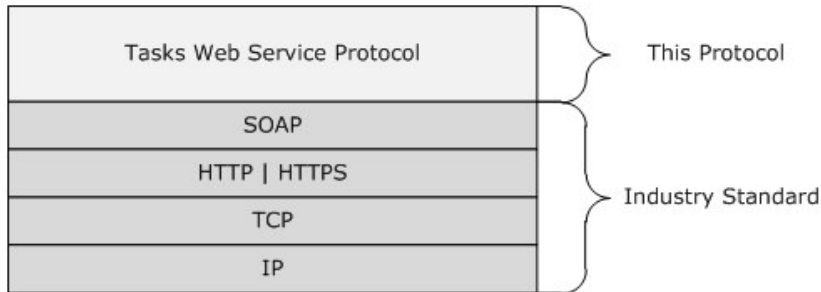 Tasks Web Service Protocol
This Protocol
SOAP
HTTP | HTTPS
TCP
IP
Industry Standard